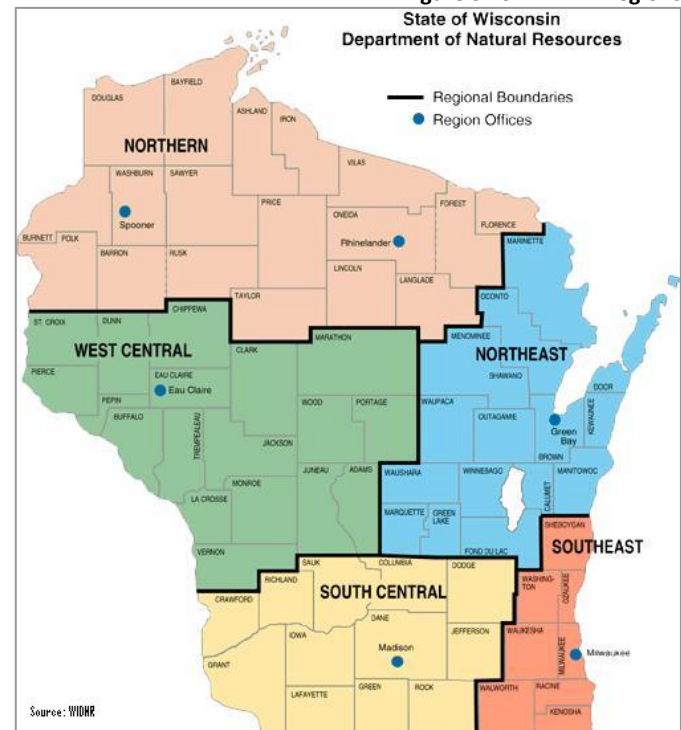 State of Wisconsin
Department of Natural Resources
Regional Boundaries
Region Offices
BAYFIELD
DOUGLAS
ASHLAND
IRON
NORTHERN
VILAS
WASHBURN
SAWYER
PRICE
FOREST
ONEIDA
Spooner
FLORENCE
BURNETT
POLK
Rhinelander
MARINETTE
BARRON
RUSK
LINCOLN
LANGLADE
TAYLOR
OCONTO
CHIPPEWA
ST. CROIX
DUNN
MARATHON
MENOMINEE
WEST CENTRAL
CLARK
NORTHEAST
PIERCE
EAU CLAIRE
SHAWANO
Eau Claire
DOOR
PEPIN
WOOD
PORTAGE
WAUPACA
KEWAUNEE
BUFFALO
TREMPEALEAU
OUTAGAMIE
Green
Bay
JACKSON
BROWN
JUNEAU
ADAMS
WAUSHARA
WINNEBAGO
MANITOWOC
MONROE
CALUMET
LA CROSSE
MARQUETTE
GREEN
LAKE
SHEBOYGAN
VERNON
FOND DU LAC
SOUTHEAST
SAUK
COLUMBIA
DODGE
RICHLAND
WASHING-
TON
OZAUKEE
SOUTH CENTRAL
CRAWFORD
DANE
IOWA
JEFFERSON
WAUKESHA
MILWAUKEE
Milwaukee
Madison
GRANT
GREEN
ROCK
WALWORTH
RACINE
LAFAYETTE
KENOSHA
Source: WIDNR